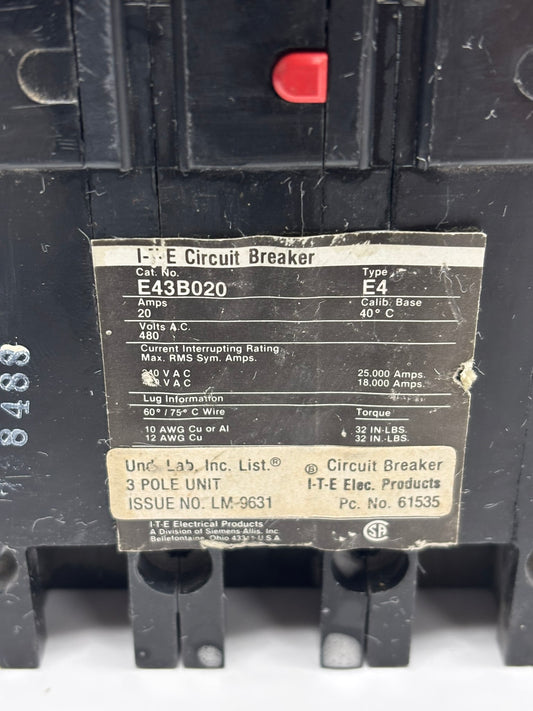 I-T-E Circuit Breaker
Cat. No. Type
E43B020 E4
Amps Calib. Base
20 40° C
Volts A.C.
480
Current Interrupting Rating
Max. RMS Sym. Amps.
V A C 25.000 Amps.
V A C 18.000 Amps.
Lug Information
60° / 75° C Wire Torque
10 AWG Cu or Al 32 IN-LBS.
12 AWG Cu 32 IN-LBS.
Und. Lab. Inc. List.® Circuit Breaker
3 POLE UNIT I-T-E Elec. Products
ISSUE NO. LM-9631 Pc. No. 61535
I-T-E Electrical Products
A Division of Siemens Allis, Inc.
Bellefontaine, Ohio U.S.A
8488